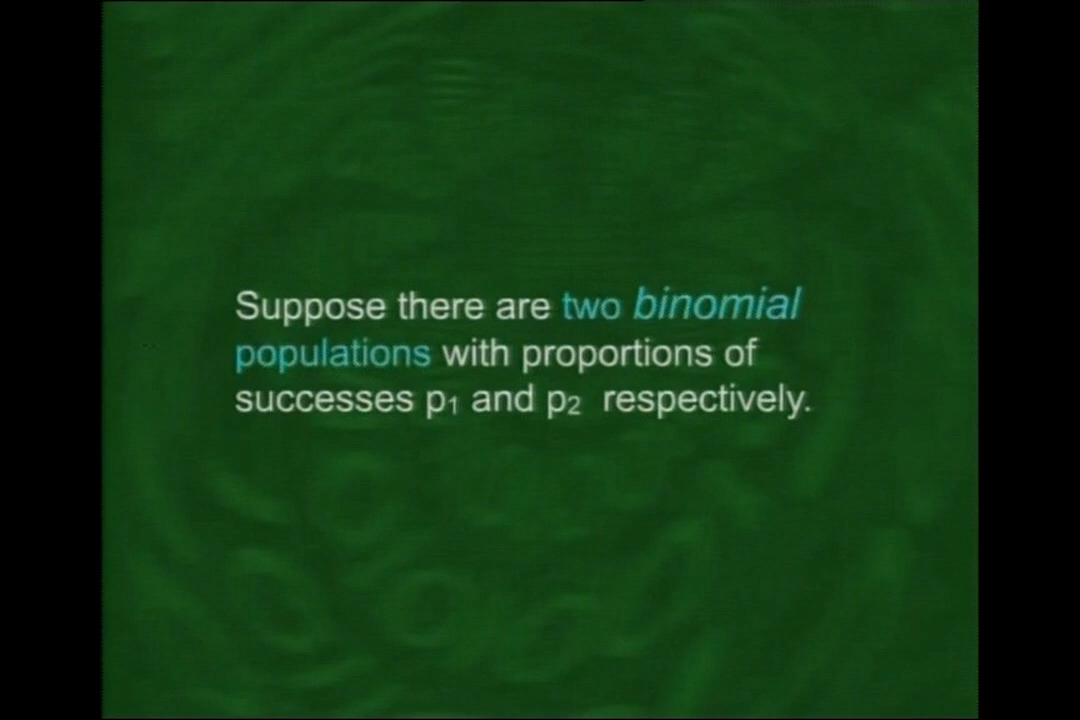 Suppose there are two binomial
populations with proportions of
successes p₁ and p₂ respectively.